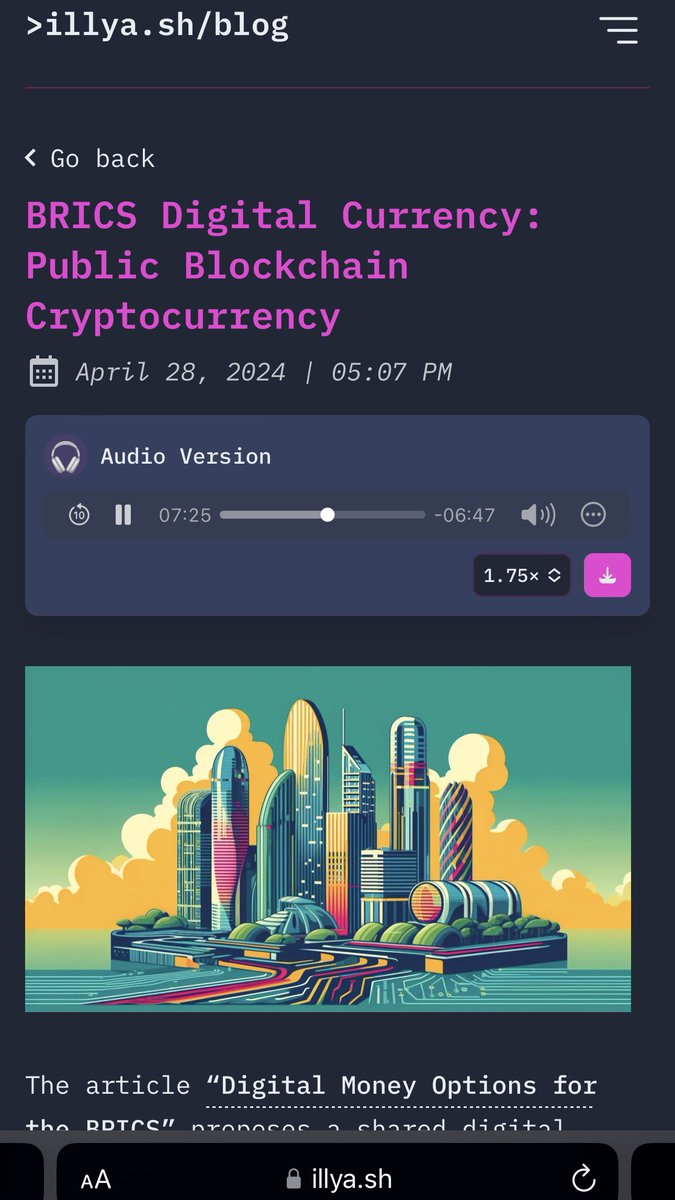 >illya.sh/blog
Go back
BRICS Digital Currency:
Public Blockchain
Cryptocurrency
April 28, 2024 | 05:07 PM
Audio Version
10 07:25 -06:47
1.75×
The article “Digital Money Options for
the BRICS” proposes a shared digital
AA illya.sh